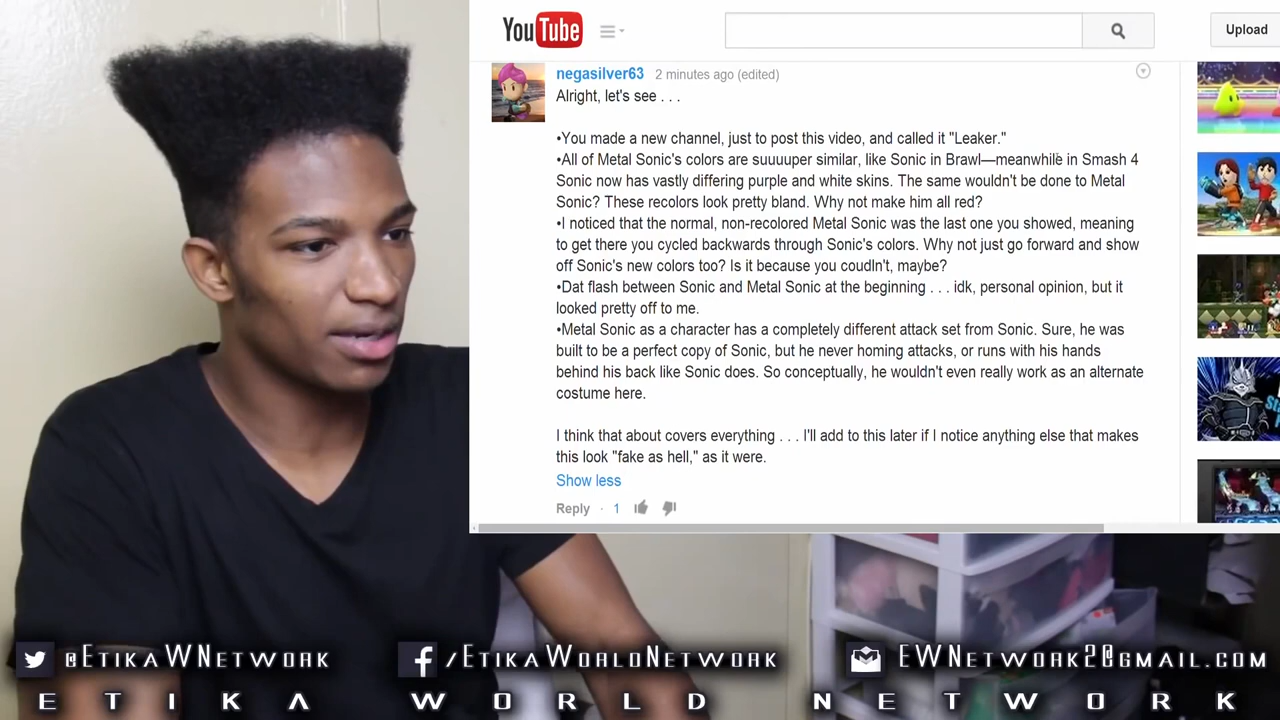 YouTube
Upload
negasilver63 2 minutes ago (edited)
Alright, let's see . . .
•You made a new channel, just to post this video, and called it "Leaker."
•All of Metal Sonic's colors are suuuuper similar, like Sonic in Brawl—meanwhile in Smash 4
Sonic now has vastly differing purple and white skins. The same wouldn't be done to Metal
Sonic? These recolors look pretty bland. Why not make him all red?
•I noticed that the normal, non-recolored Metal Sonic was the last one you showed, meaning
to get there you cycled backwards through Sonic's colors. Why not just go forward and show
off Sonic's new colors too? Is it because you coudln't, maybe?
•Dat flash between Sonic and Metal Sonic at the beginning . . . idk, personal opinion, but it
looked pretty off to me.
•Metal Sonic as a character has a completely different attack set from Sonic. Sure, he was
built to be a perfect copy of Sonic, but he never homing attacks, or runs with his hands
behind his back like Sonic does. So conceptually, he wouldn't even really work as an alternate
costume here.
I think that about covers everything . . . I'll add to this later if I notice anything else that makes
this look "fake as hell," as it were.
Show less
Reply · 1
@EtikaWNetwork /EtikaWorldNetwork EWNetwork2@gmail.com
ETIKA WORLD NETWORK